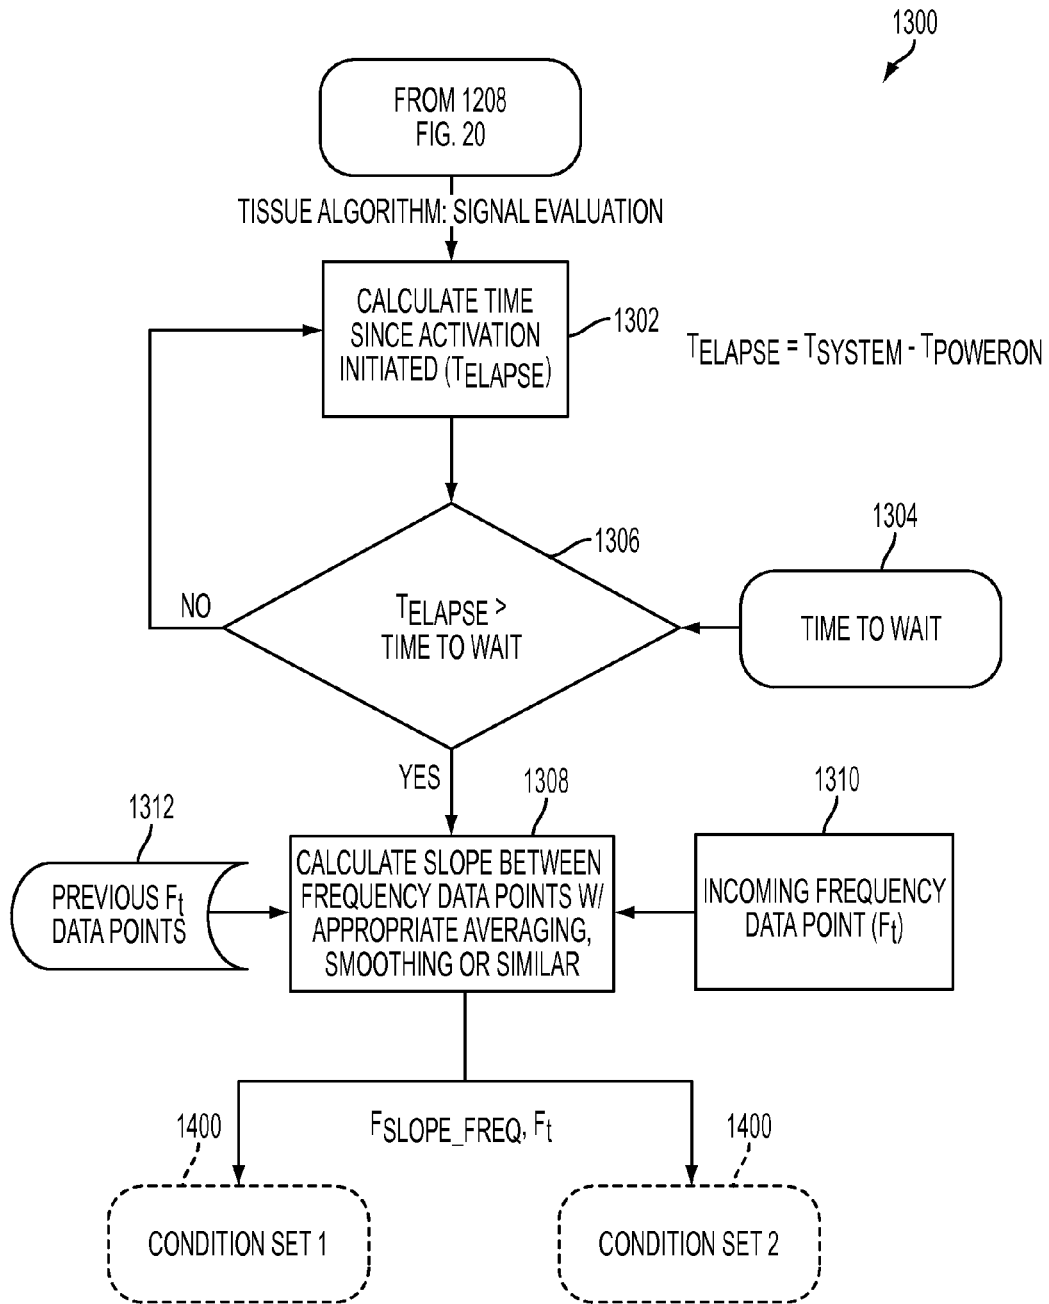 1300
FROM 1208
FIG. 20
TISSUE ALGORITHM: SIGNAL EVALUATION
CALCULATE TIME
SINCE ACTIVATION
INITIATED (TELAPSE)
1302
TELAPSE = TSYSTEM - TPOWERON
1306
1304
NO
TELAPSE >
TIME TO WAIT
TIME TO WAIT
YES
1312
1308
1310
PREVIOUS Ft
DATA POINTS
CALCULATE SLOPE BETWEEN
FREQUENCY DATA POINTS W/
APPROPRIATE AVERAGING,
SMOOTHING OR SIMILAR
INCOMING FREQUENCY
DATA POINT (Ft)
FSLOPE_FREQ, Ft
1400
1400
CONDITION SET 1
CONDITION SET 2